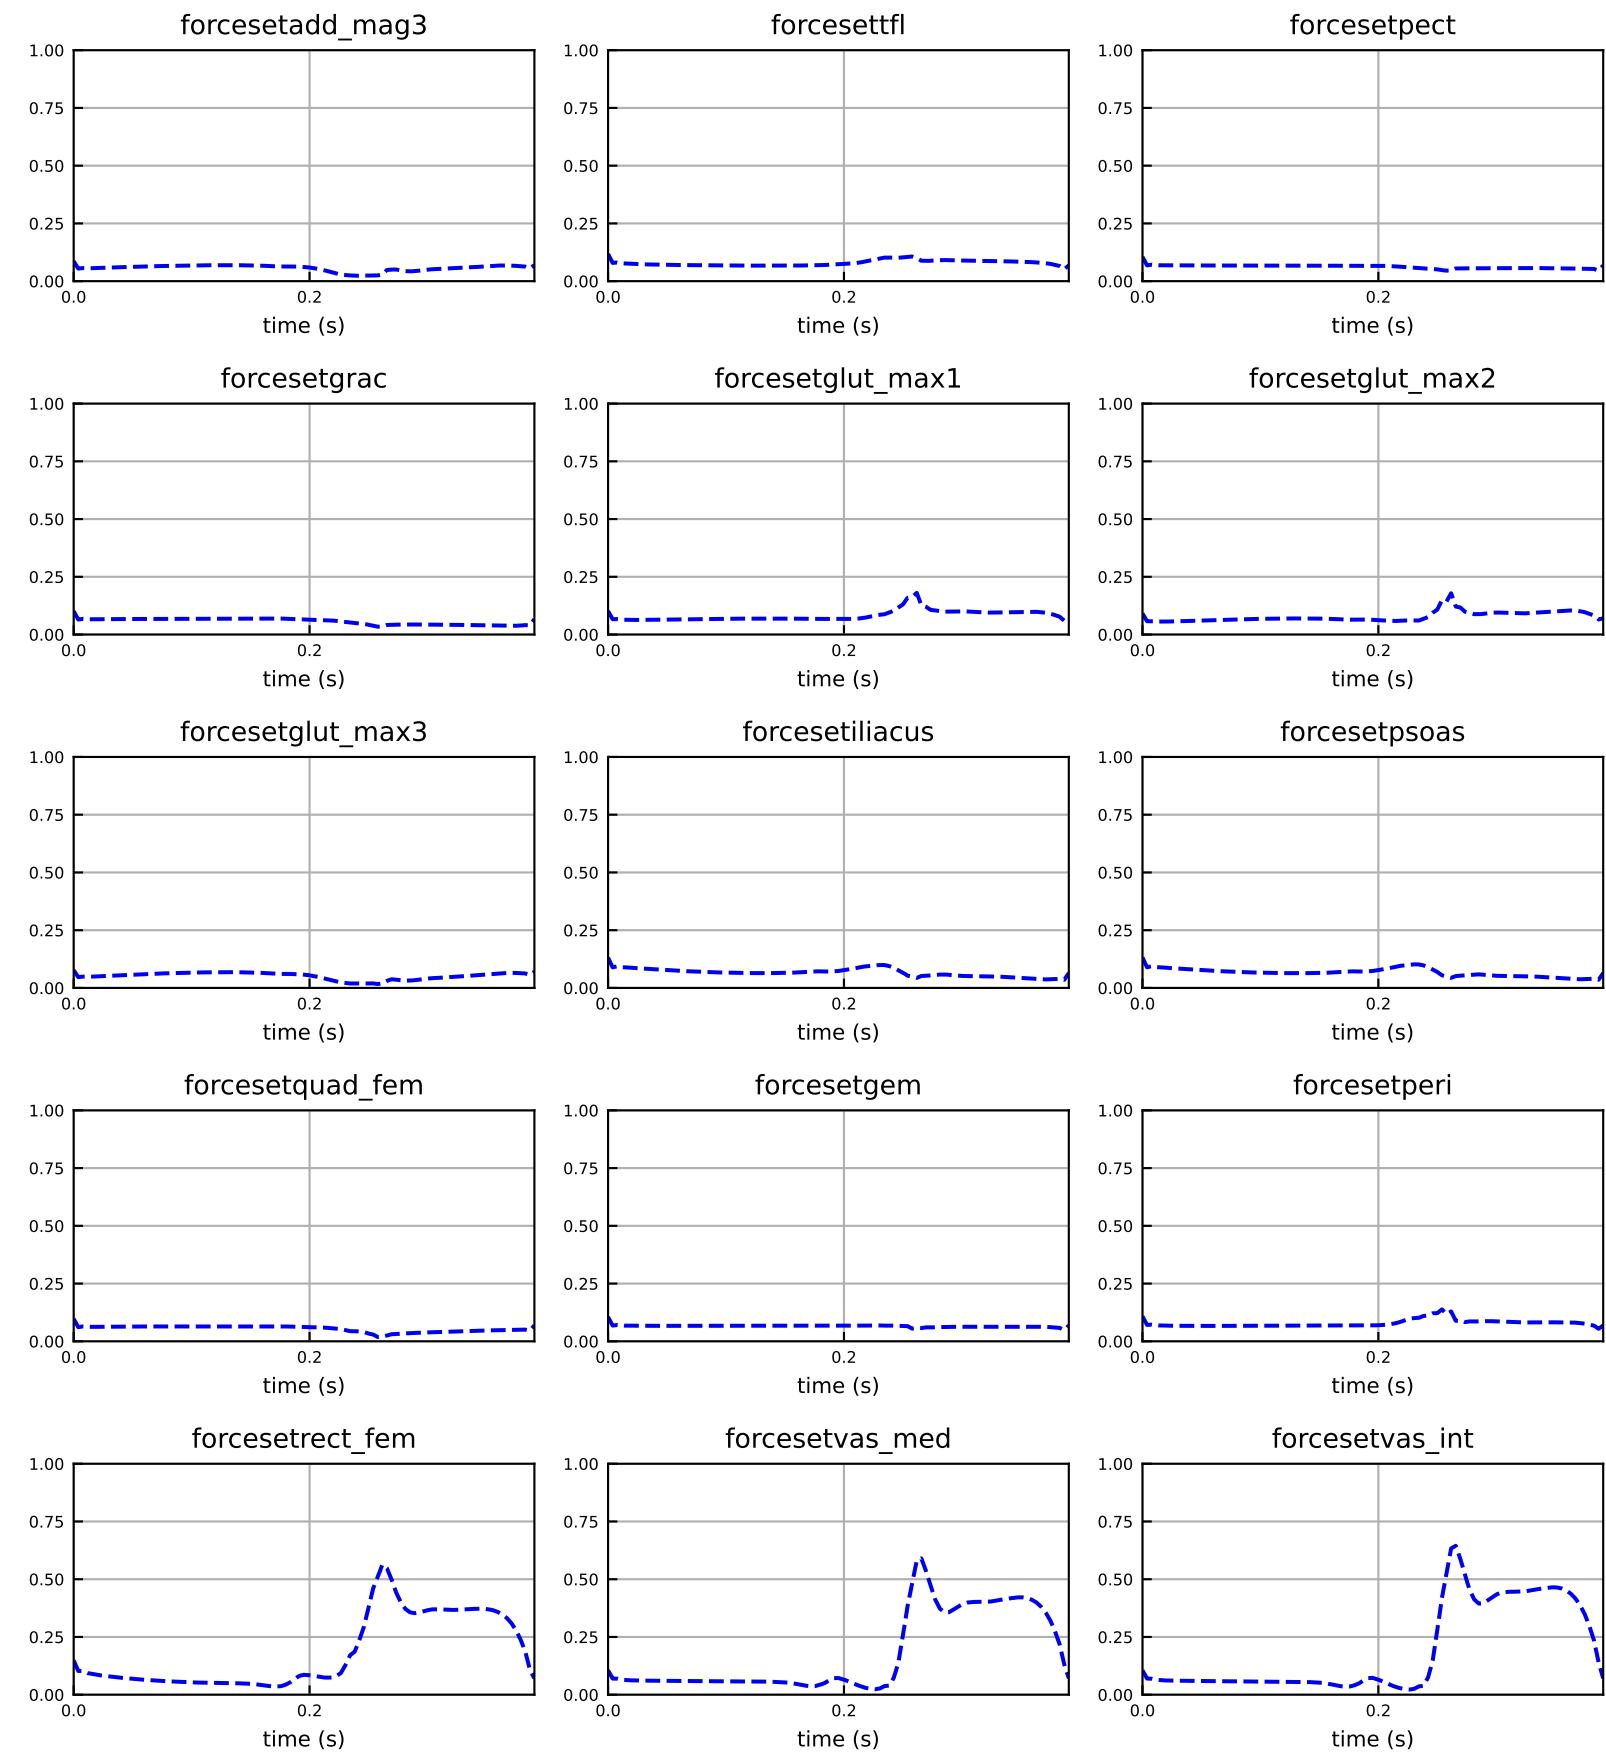 forcesetadd_mag3 forcesettfl forcesetpect
1.00 1.00 1.00
0.75 0.75 0.75
0.50 0.50 0.50
0.25 0.25 0.25
0.00 0.00 0.00
0.0 0.2 0.0 0.2 0.0 0.2
time (s) time (s) time (s)
forcesetgrac forcesetglut_max1 forcesetglut_max2
1.00 1.00 1.00
0.75 0.75 0.75
0.50 0.50 0.50
0.25 0.25 0.25
0.00 0.00 0.00
0.0 0.2 0.0 0.2 0.0 0.2
time (s) time (s) time (s)
forcesetglut_max3 forcesetiliacus forcesetpsoas
1.00 1.00 1.00
0.75 0.75 0.75
0.50 0.50 0.50
0.25 0.25 0.25
0.00 0.00 0.00
0.0 0.2 0.0 0.2 0.0 0.2
time (s) time (s) time (s)
forcesetquad_fem forcesetgem forcesetperi
1.00 1.00 1.00
0.75 0.75 0.75
0.50 0.50 0.50
0.25 0.25 0.25
0.00 0.00 0.00
0.0 0.2 0.0 0.2 0.0 0.2
time (s) time (s) time (s)
forcesetrect_fem forcesetvas_med forcesetvas_int
1.00 1.00 1.00
0.75 0.75 0.75
0.50 0.50 0.50
0.25 0.25 0.25
0.00 0.00 0.00
0.0 0.2 0.0 0.2 0.0 0.2
time (s) time (s) time (s)